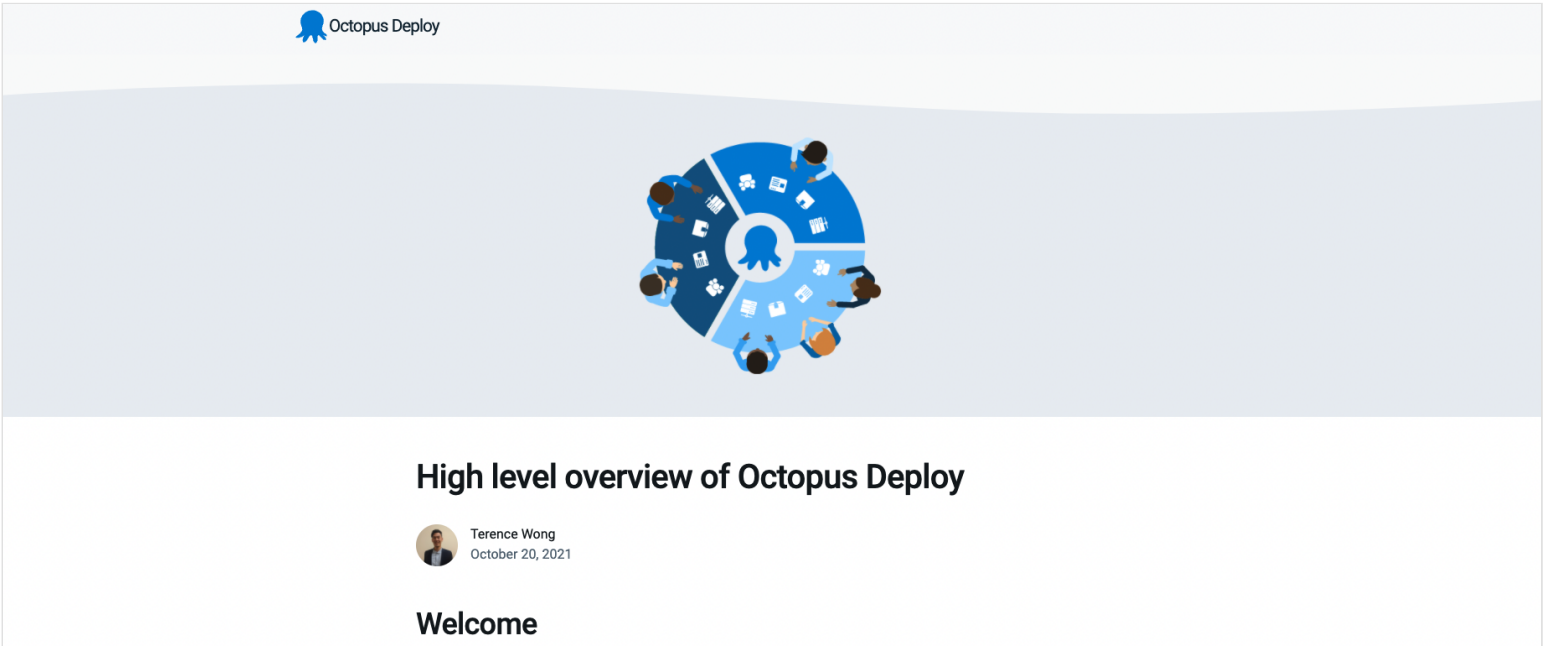 Octopus Deploy
High level overview of Octopus Deploy
Terence Wong
October 20, 2021
Welcome